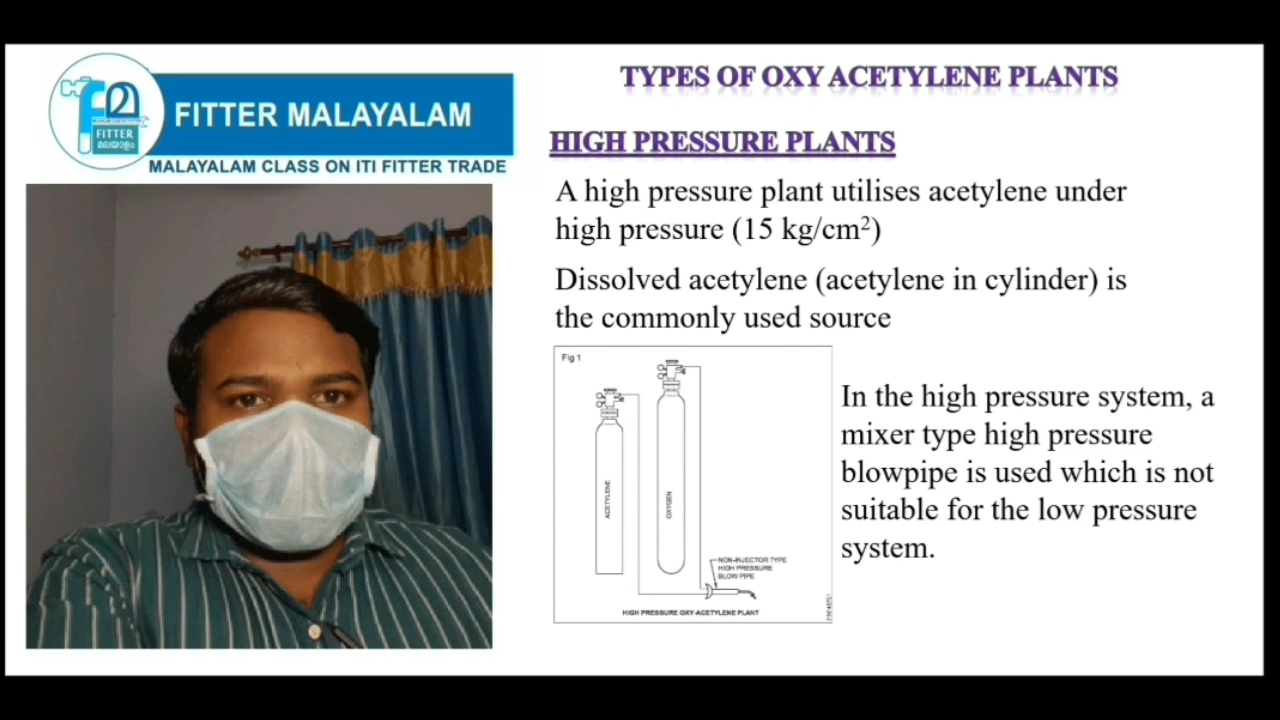 FITTER
മലയാളം
FITTER MALAYALAM
MALAYALAM CLASS ON ITI FITTER TRADE
TYPES OF OXY ACETYLENE PLANTS
HIGH PRESSURE PLANTS
A high pressure plant utilises acetylene under
high pressure (15 kg/cm²)
Dissolved acetylene (acetylene in cylinder) is
the commonly used source
Fig 1
ACETYLENE
OXYGEN
NON-INJECTOR TYPE
HIGH PRESSURE
BLOW PIPE
HIGH PRESSURE OXY-ACETYLENE PLANT
In the high pressure system, a
mixer type high pressure
blowpipe is used which is not
suitable for the low pressure
system.